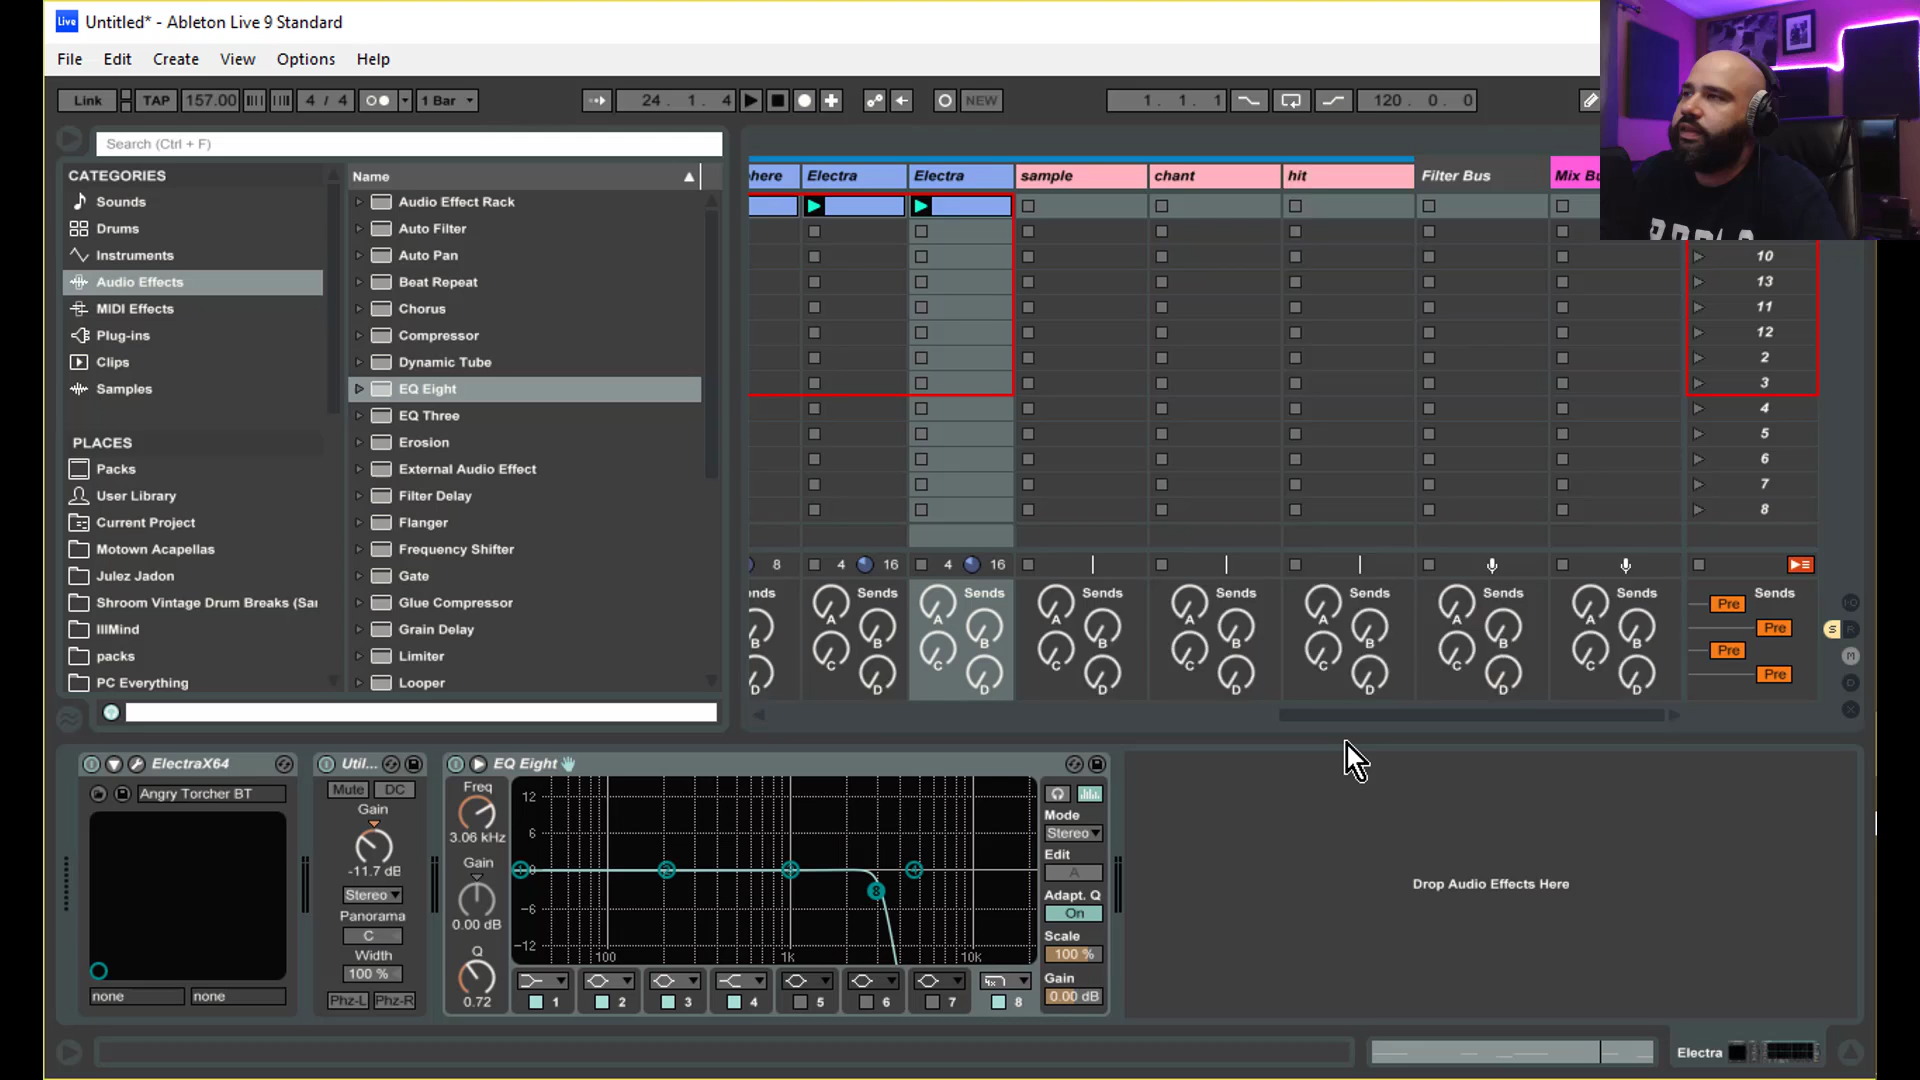 Live Untitled* - Ableton Live 9 Standard
File Edit Create View Options Help
Link TAP 157.00 4 / 4 1 Bar 24 . 1 . 4 NEW 1 . 1 . 1 120 . 0 . 0
Search (Ctrl + F)
CATEGORIES
Sounds
Drums
Instruments
Audio Effects
MIDI Effects
Plug-ins
Clips
Samples
PLACES
Packs
User Library
Current Project
Motown Acapellas
Julez Jadon
Shroom Vintage Drum Breaks (Sa
IllMind
packs
PC Everything
Name
Audio Effect Rack
Auto Filter
Auto Pan
Beat Repeat
Chorus
Compressor
Dynamic Tube
EQ Eight
EQ Three
Erosion
External Audio Effect
Filter Delay
Flanger
Frequency Shifter
Gate
Glue Compressor
Grain Delay
Limiter
Looper
here Electra Electra sample chant hit Filter Bus Mix Bu
10
13
11
12
2
3
4
5
6
7
8
8 4 16 4 16
nds Sends Sends Sends Sends Sends Sends Sends Sends
B A B A B A B A B A B A B A B
D C D C D C D C D C D C D C D
Pre
Pre
Pre
Pre
S R
M
D
X
ElectraX64
Angry Torcher BT
none none
Util...
Mute DC
Gain
-11.7 dB
Stereo
Panorama
C
Width
100 %
Phz-L Phz-R
EQ Eight
Freq
3.06 kHz
Gain
0.00 dB
Q
0.72
12
6
0
-6
-12
100 1k 10k
1 2 3 8 4
1 2 3 4 5 6 7 8
Mode
Stereo
Edit
A
Adapt. Q
On
Scale
100 %
Gain
0.00 dB
Drop Audio Effects Here
Electra